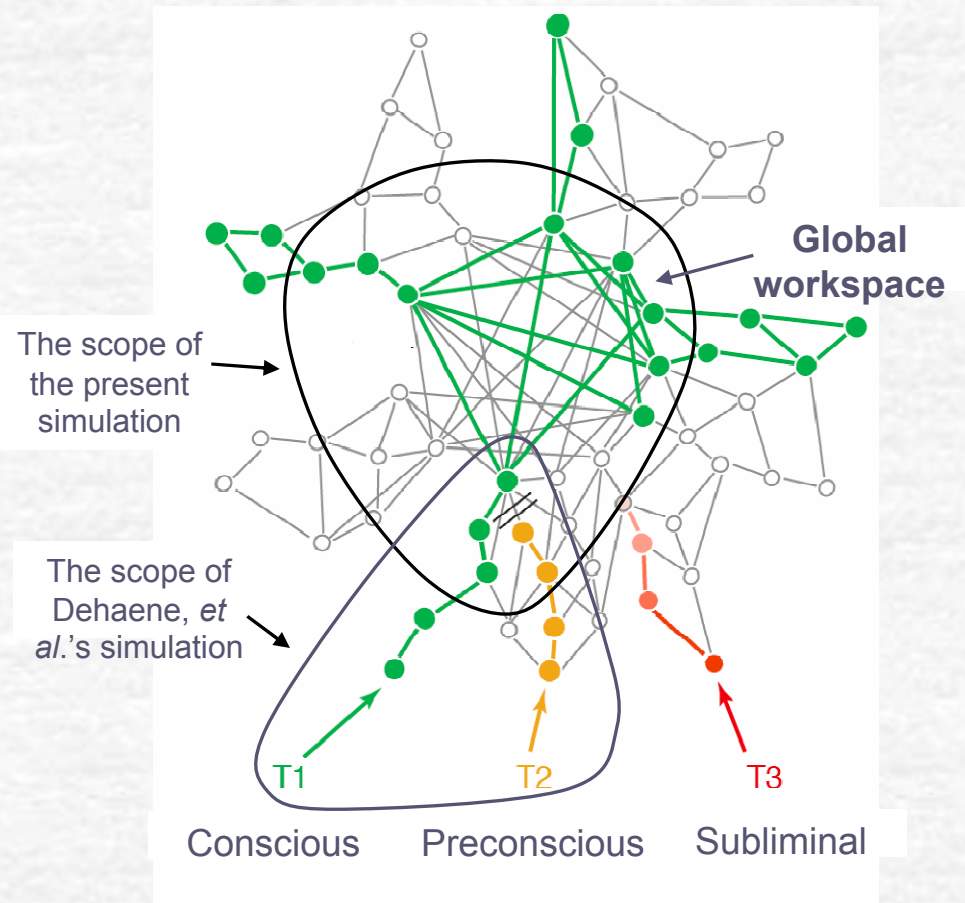 Global
workspace
The scope of
the present
simulation
The scope of
Dehaene, et
al.’s simulation
T1
T2
T3
Conscious
Preconscious
Subliminal